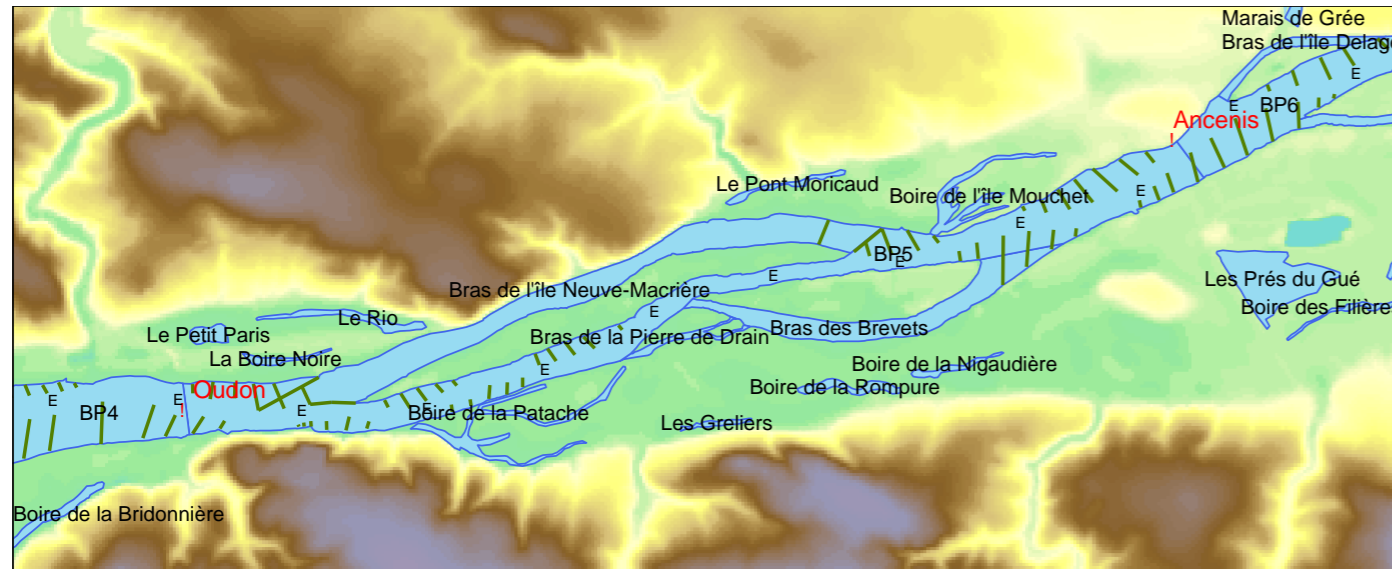 Marais de Grée
Bras de l'île Delage
E
E
BP6
Ancenis
!
Le Pont Moricaud
Boire de l'île Mouchet
E
E
BP5
E
E
Les Prés du Gué
Boire des Filières
Bras de l'île Neuve-Macrière
E
Le Rio
Le Petit Paris
Bras des Brevets
Bras de la Pierre de Drain
La Boire Noire
Boire de la Nigaudière
E
Oudon
Boire de la Rompure
E
E
BP4
!
E
E
Boire de la Patache
Les Greliers
Boire de la Bridonnière